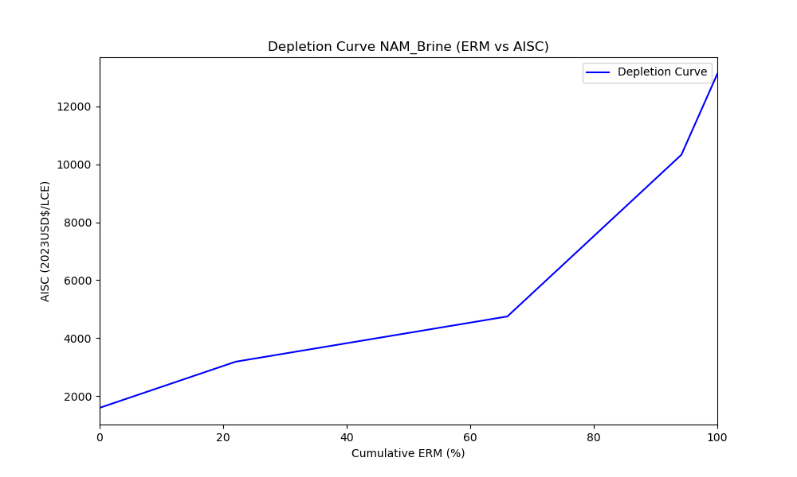 Depletion Curve NAM_Brine (ERM vs AISC)
Depletion Curve
AISC (2023USD$/LCE)
12000
10000
8000
6000
4000
2000
0 20 40 60 80 100
Cumulative ERM (%)